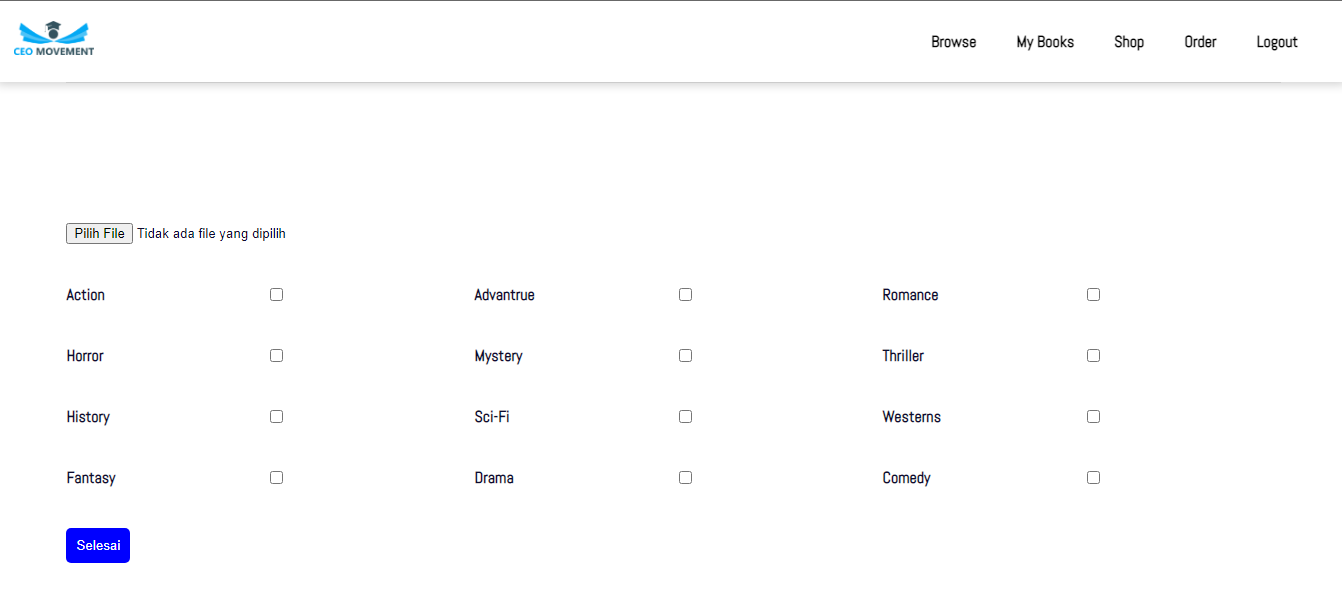 CEO MOVEMENT
Browse My Books Shop Order Logout
Pilih File Tidak ada file yang dipilih
Action Advantrue Romance
Horror Mystery Thriller
History Sci-Fi Westerns
Fantasy Drama Comedy
Selesai